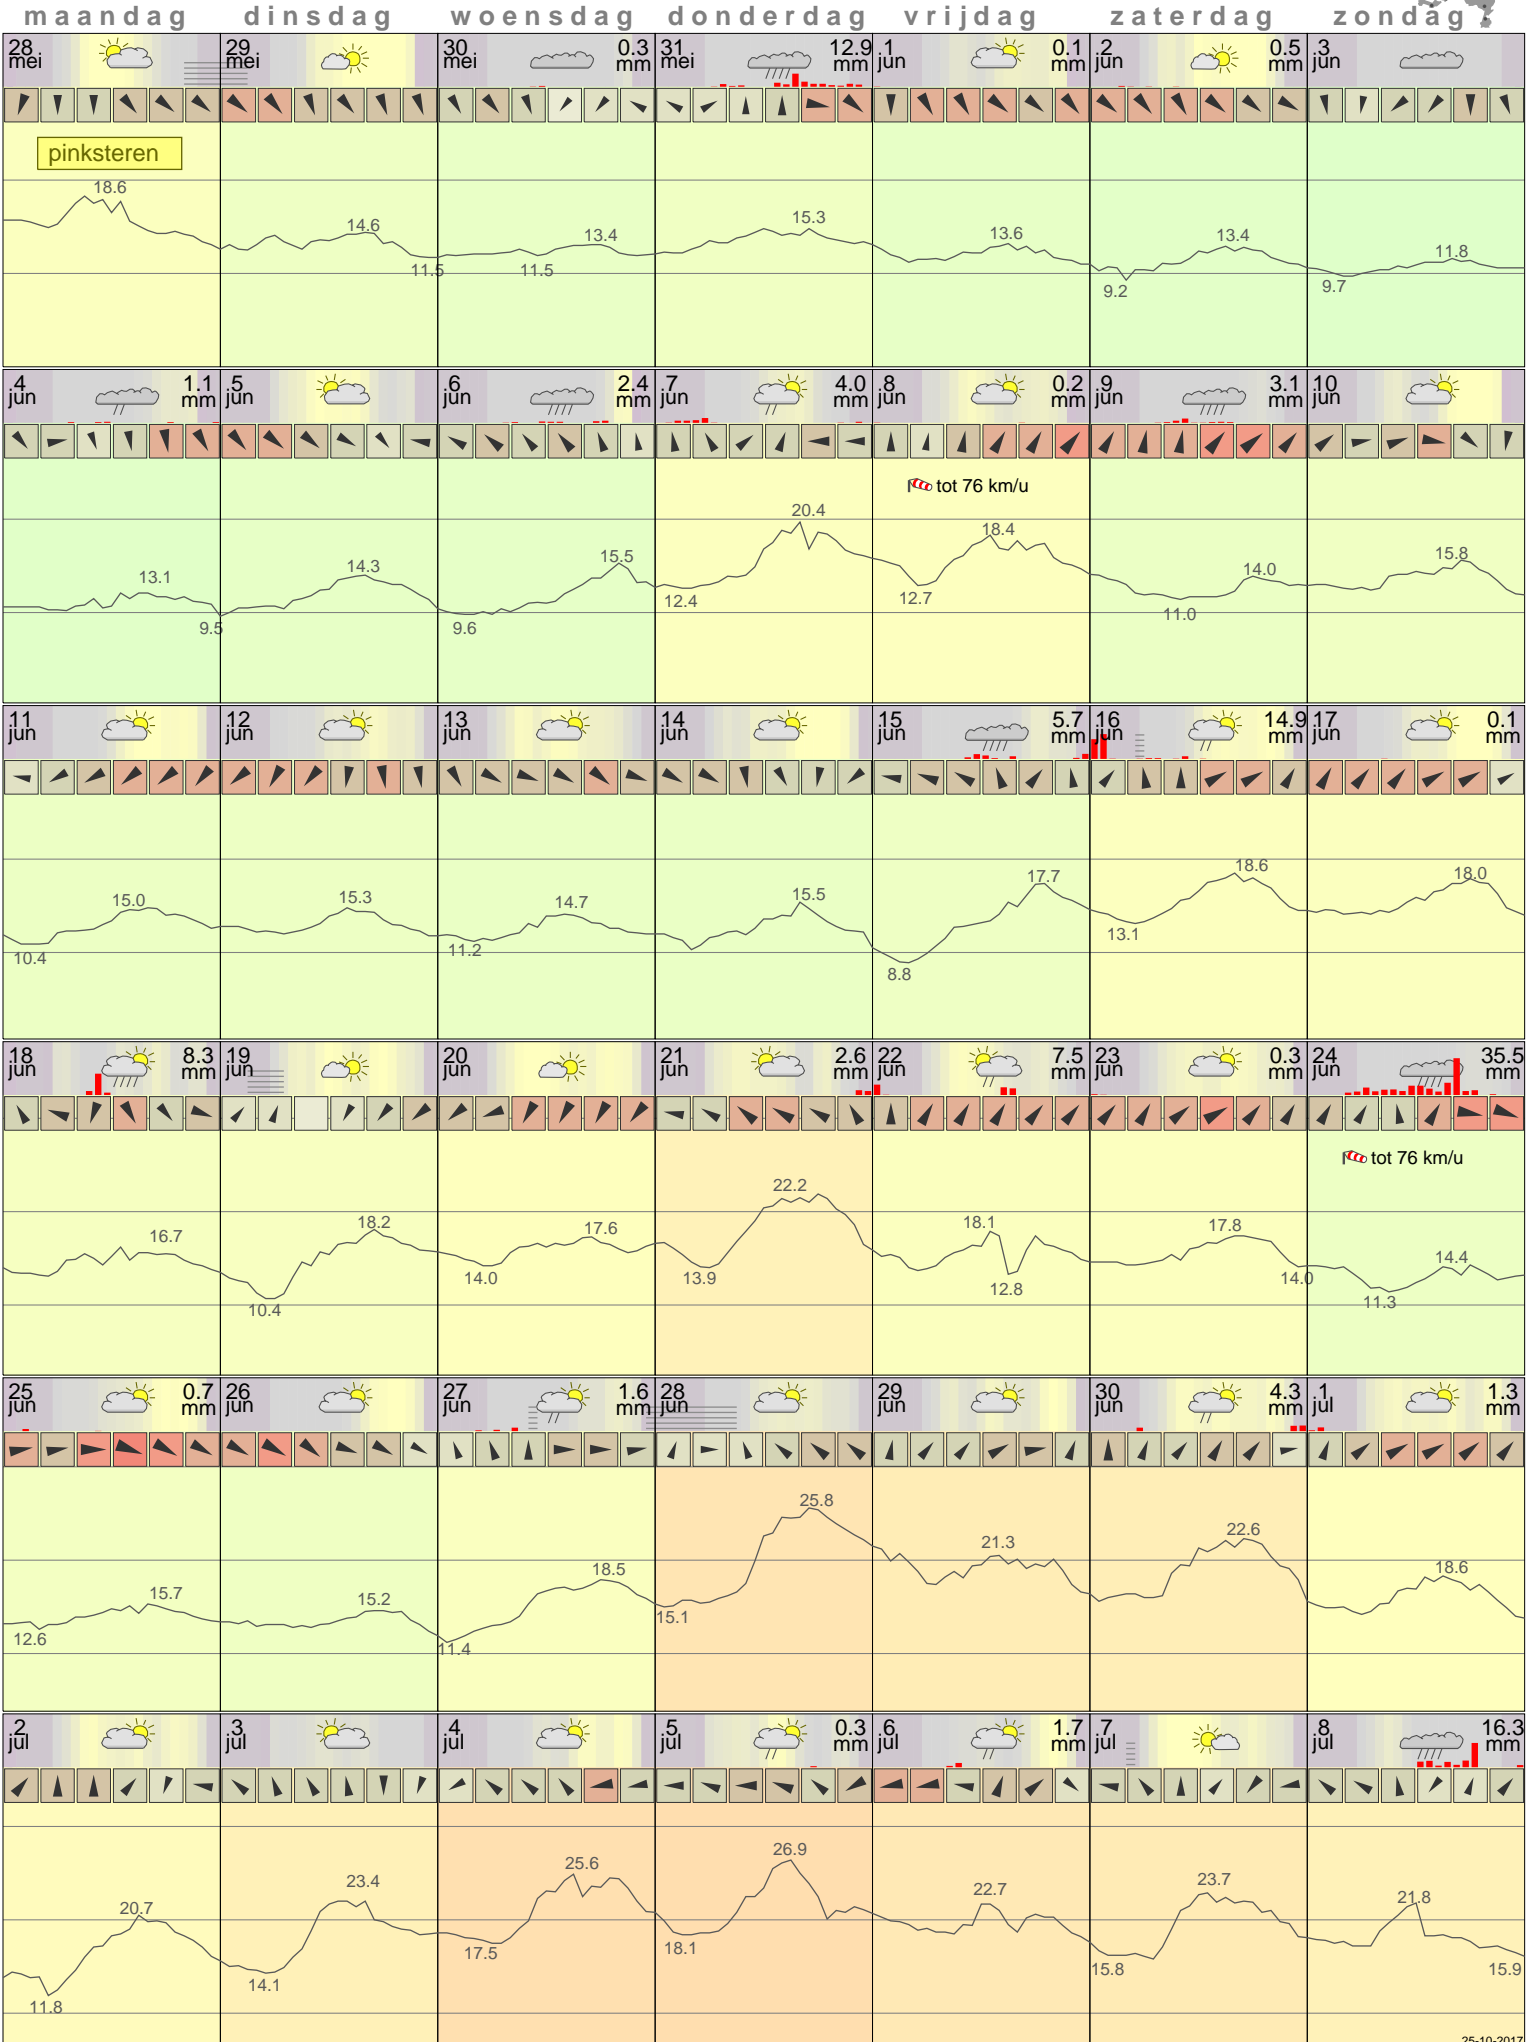 maandag dinsdag woensdag donderdag vrijdag zaterdag zondag
28 29 30 0.3 31 12.9 1 0.1 2 0.5 3
mei mei mei mm mei mm jun mm jun mm jun
pinksteren
18.6 14.6 11.5 11.5 13.4 15.3 13.6 9.2 13.4 9.7 11.8
4 1.1 5 6 2.4 7 4.0 8 0.2 9 3.1 10
jun mm jun jun mm jun mm jun mm jun mm jun
tot 76 km/u
13.1 9.5 14.3 9.6 15.5 12.4 20.4 12.7 18.4 11.0 14.0 15.8
11 12 13 14 15 5.7 16 14.9 17 0.1
jun jun jun jun jun mm jun mm jun mm
10.4 15.0 15.3 11.2 14.7 15.5 8.8 17.7 13.1 18.6 18.0
18 8.3 19 20 21 2.6 22 7.5 23 0.3 24 35.5
jun mm jun jun jun mm jun mm jun mm jun mm
tot 76 km/u
16.7 10.4 18.2 14.0 17.6 13.9 22.2 18.1 12.8 17.8 14.0 11.3 14.4
25 0.7 26 27 1.6 28 29 30 4.3 1 1.3
jun mm jun jun mm jun jun jun mm jul mm
12.6 15.7 15.2 11.4 18.5 15.1 25.8 21.3 22.6 18.6
2 3 4 5 0.3 6 1.7 7 8 16.3
jul jul jul jul mm jul mm jul jul mm
11.8 20.7 14.1 23.4 17.5 25.6 18.1 26.9 22.7 15.8 23.7 21.8 15.9
25-10-2017